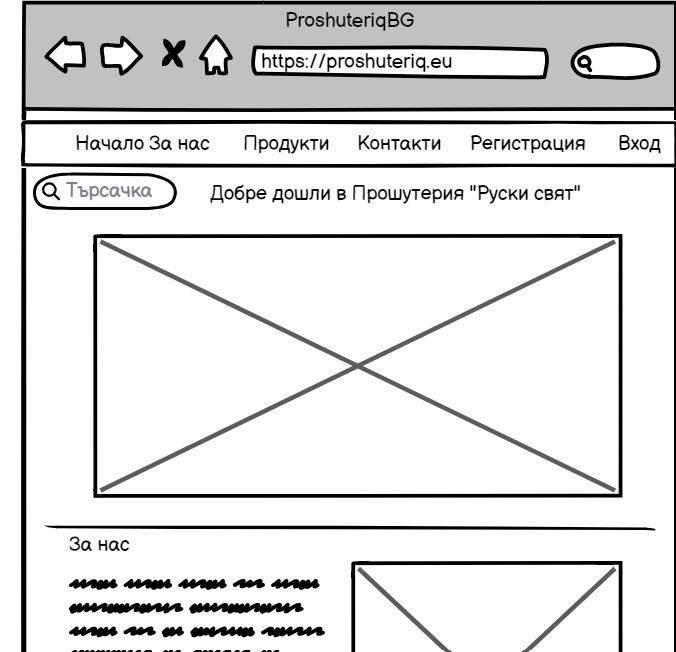 ProshuteriqBG
https://proshuteriq.eu
Начало За нас Продукти Контакти Регистрация Вход
Търсачка
Добре дошли в Прошутерия "Руски свят"
За нас